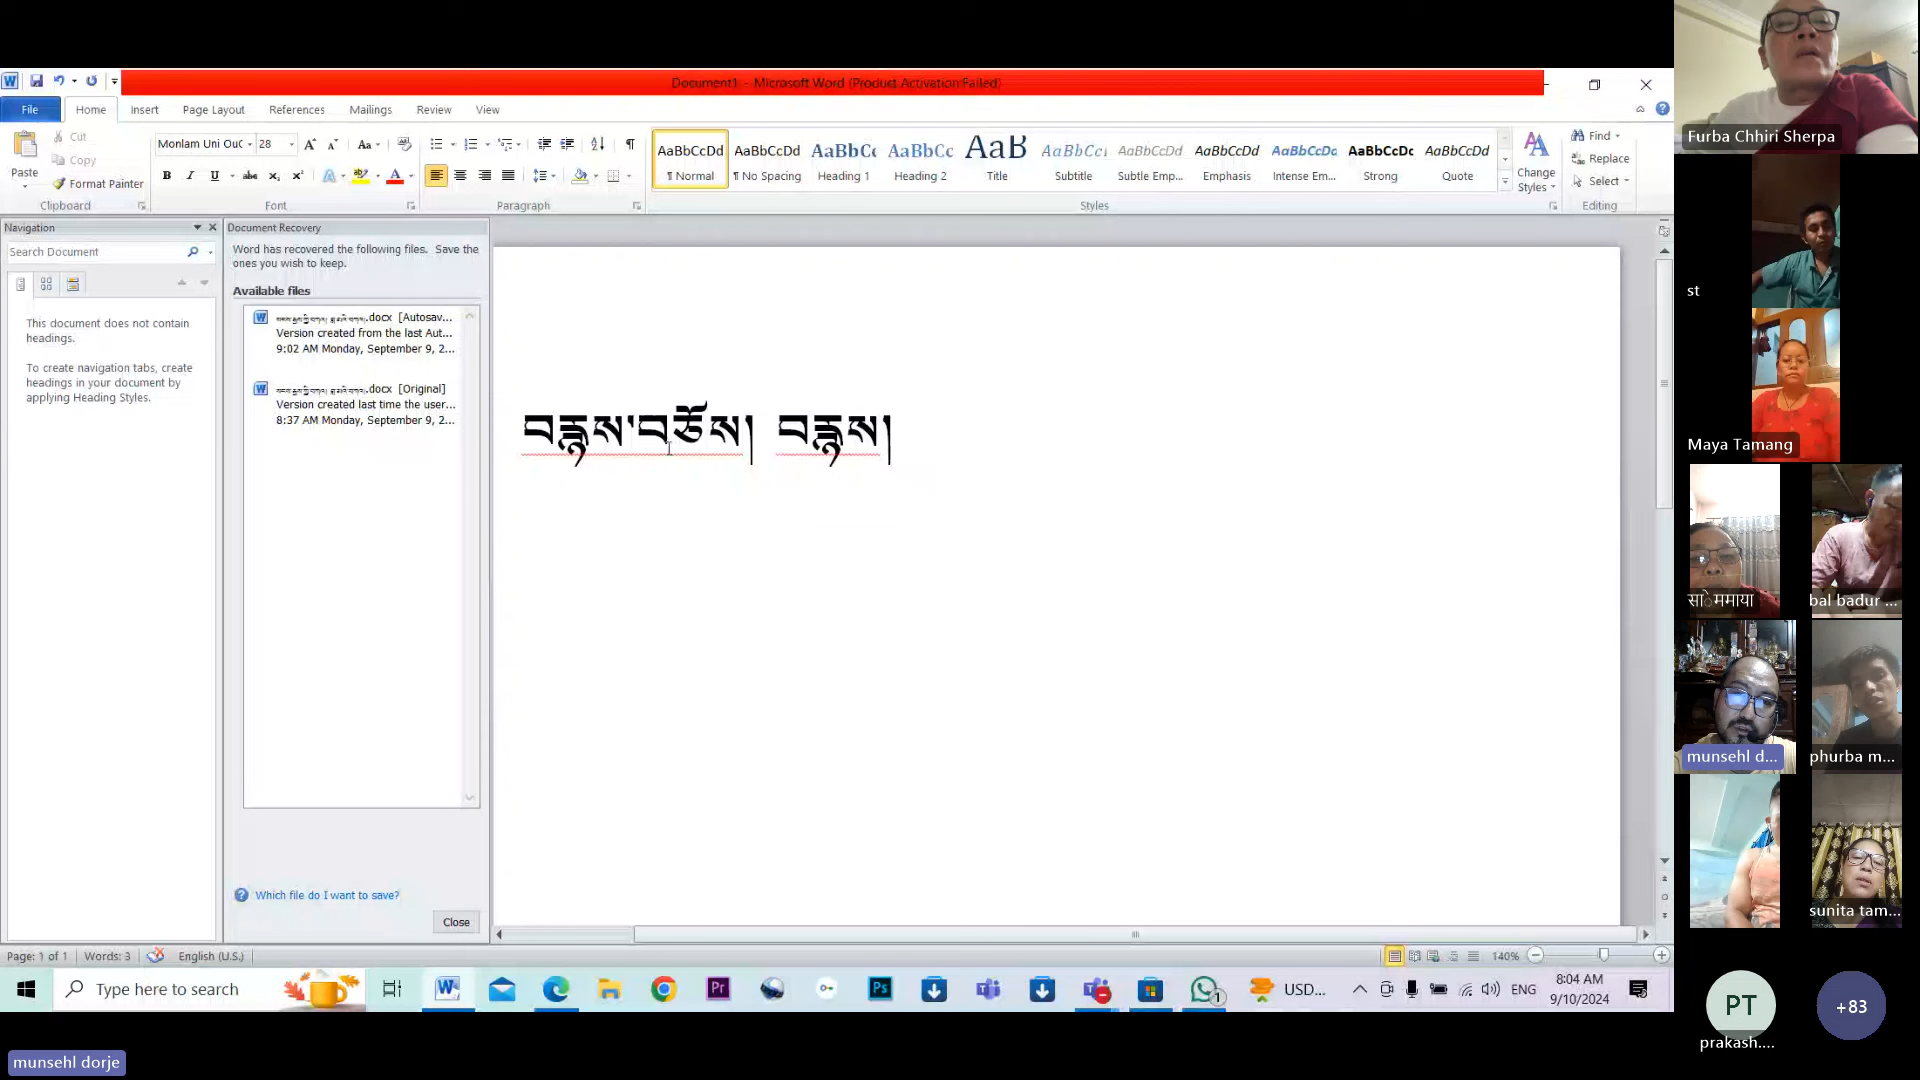 Document1 - Microsoft Word (Product Activation Failed)
File Home Insert Page Layout References Mailings Review View
Paste
Cut
Copy
Format Painter
Clipboard
Monlam Uni OuC 28
Font
Paragraph
AaBbCcDd AaBbCcDd AaBbCc AaBbCc AaB AaBbCcI AaBbCcDd AaBbCcDd AaBbCcDd AaBbCcDc AaBbCcDd
¶ Normal ¶ No Spacing Heading 1 Heading 2 Title Subtitle Subtle Emp... Emphasis Intense Em... Strong Quote
Change Styles
Styles
Find
Replace
Select
Editing
Navigation
Search Document
This document does not contain
headings.
To create navigation tabs, create
headings in your document by
applying Heading Styles.
Document Recovery
Word has recovered the following files. Save the
ones you wish to keep.
Available files
.docx [Autosav...
Version created from the last Aut...
9:02 AM Monday, September 9, 2...
.docx [Original]
Version created last time the user...
8:37 AM Monday, September 9, 2...
Which file do I want to save?
Close
བརྙས་བཅོས། བརྙས།
Page: 1 of 1 Words: 3 English (U.S.) 140%
Type here to search
USD...
ENG
8:04 AM
9/10/2024
munsehl dorje
Furba Chhiri Sherpa
st
Maya Tamang
bal badur ...
munsehl d...
phurba m...
sunita tam...
PT
prakash....
+83